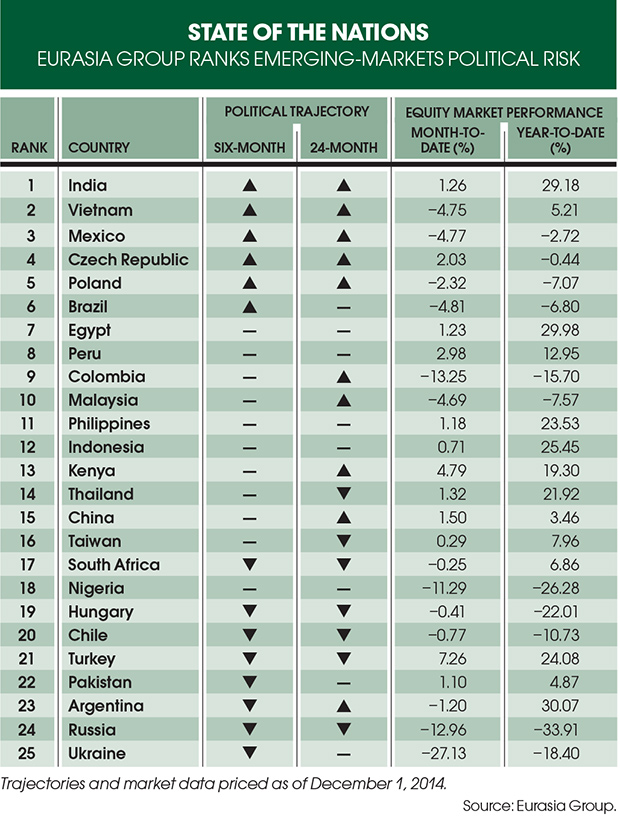 STATE OF THE NATIONS
EURASIA GROUP RANKS EMERGING-MARKETS POLITICAL RISK
POLITICAL TRAJECTORY EQUITY MARKET PERFORMANCE
RANK COUNTRY SIX-MONTH 24-MONTH MONTH-TO-DATE (%) YEAR-TO-DATE (%)
1 India ▲ ▲ 1.26 29.18
2 Vietnam ▲ ▲ −4.75 5.21
3 Mexico ▲ ▲ −4.77 −2.72
4 Czech Republic ▲ ▲ 2.03 −0.44
5 Poland ▲ ▲ −2.32 −7.07
6 Brazil ▲ — −4.81 −6.80
7 Egypt — — 1.23 29.98
8 Peru — — 2.98 12.95
9 Colombia — ▲ −13.25 −15.70
10 Malaysia — ▲ −4.69 −7.57
11 Philippines — — 1.18 23.53
12 Indonesia — — 0.71 25.45
13 Kenya — ▲ 4.79 19.30
14 Thailand — ▼ 1.32 21.92
15 China — ▲ 1.50 3.46
16 Taiwan — ▼ 0.29 7.96
17 South Africa ▼ ▼ −0.25 6.86
18 Nigeria — — −11.29 −26.28
19 Hungary ▼ ▼ −0.41 −22.01
20 Chile ▼ ▼ −0.77 −10.73
21 Turkey ▼ ▼ 7.26 24.08
22 Pakistan ▼ — 1.10 4.87
23 Argentina ▼ ▲ −1.20 30.07
24 Russia ▼ ▼ −12.96 −33.91
25 Ukraine ▼ — −27.13 −18.40
Trajectories and market data priced as of December 1, 2014.
Source: Eurasia Group.